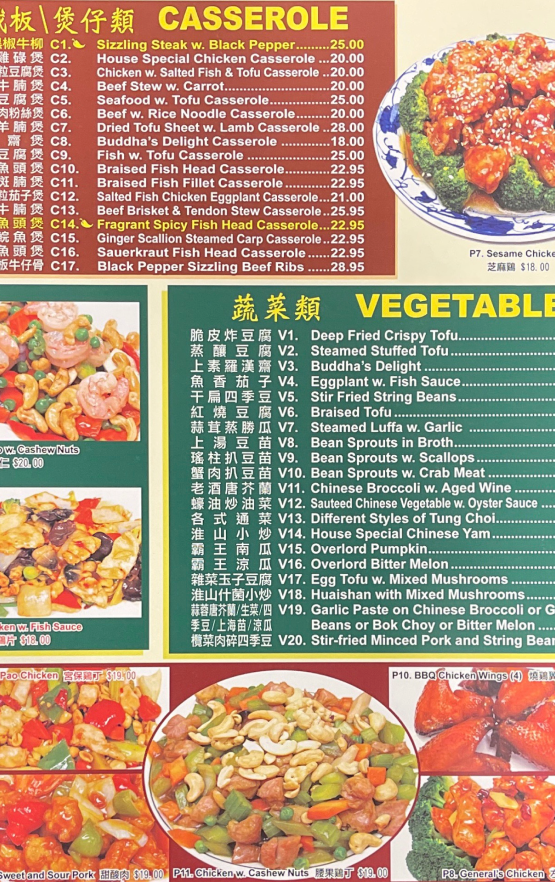 板\煲仔類 CASSEROLE
椒牛柳 C1. Sizzling Steak w. Black Pepper.........25.00
雞碌煲 C2. House Special Chicken Casserole ...20.00
粒豆腐煲 C3. Chicken w. Salted Fish & Tofu Casserole ..20.00
牛腩煲 C4. Beef Stew w. Carrot.......................20.00
豆腐煲 C5. Seafood w. Tofu Casserole...............25.00
肉粉絲煲 C6. Beef w. Rice Noodle Casserole.........20.00
羊腩煲 C7. Dried Tofu Sheet w. Lamb Casserole ..28.00
齋煲 C8. Buddha's Delight Casserole ............18.00
豆腐煲 C9. Fish w. Tofu Casserole ...................25.00
魚頭煲 C10. Braised Fish Head Casserole............22.95
斑腩煲 C11. Braised Fish Fillet Casserole............22.95
粒茄子煲 C12. Salted Fish Chicken Eggplant Casserole...21.00
牛腩煲 C13. Beef Brisket & Tendon Stew Casserole..25.95
魚頭煲 C14. Fragrant Spicy Fish Head Casserole...22.95
魚煲 C15. Ginger Scallion Steamed Carp Casserole...22.95
魚頭煲 C16. Sauerkraut Fish Head Casserole........22.95
板牛仔骨 C17. Black Pepper Sizzling Beef Ribs ......28.95
P7. Sesame Chicke
芝麻鷄 $18.00
蔬菜類 VEGETABLE
脆皮炸豆腐 V1. Deep Fried Crispy Tofu
蒸釀豆腐 V2. Steamed Stuffed Tofu
上素羅漢齋 V3. Buddha's Delight
魚香茄子 V4. Eggplant w. Fish Sauce
干扁四季豆 V5. Stir Fried String Beans
紅燒豆腐 V6. Braised Tofu
蒜茸蒸勝瓜 V7. Steamed Luffa w. Garlic
上湯豆苗 V8. Bean Sprouts in Broth
瑤柱扒豆苗 V9. Bean Sprouts w. Scallops
蟹肉扒豆苗 V10. Bean Sprouts w. Crab Meat
老酒唐芥蘭 V11. Chinese Broccoli w. Aged Wine
蠔油炒油菜 V12. Sauteed Chinese Vegetable w. Oyster Sauce
各式通菜 V13. Different Styles of Tung Choi
淮山小炒 V14. House Special Chinese Yam
霸王南瓜 V15. Overlord Pumpkin
霸王涼瓜 V16. Overlord Bitter Melon
雜菜玉子豆腐 V17. Egg Tofu w. Mixed Mushrooms
淮山什菌小炒 V18. Huaishan with Mixed Mushrooms
蒜蓉唐芥蘭/生菜/四 V19. Garlic Paste on Chinese Broccoli or G
季豆/上海苗/涼瓜 Beans or Bok Choy or Bitter Melon
欖菜肉碎四季豆 V20. Stir-fried Minced Pork and String Bean
w. Cashew Nuts
仁 $20.00
ken w. Fish Sauce
鷄片 $18.00
Pao Chicken 宮保鷄丁 $19.00
Sweet and Sour Pork 甜酸肉 $19.00
P11. Chicken w. Cashew Nuts 腰果鷄丁 $19.00
P10. BBQ Chicken Wings (4) 燒鷄翼
P8. General's Chicken